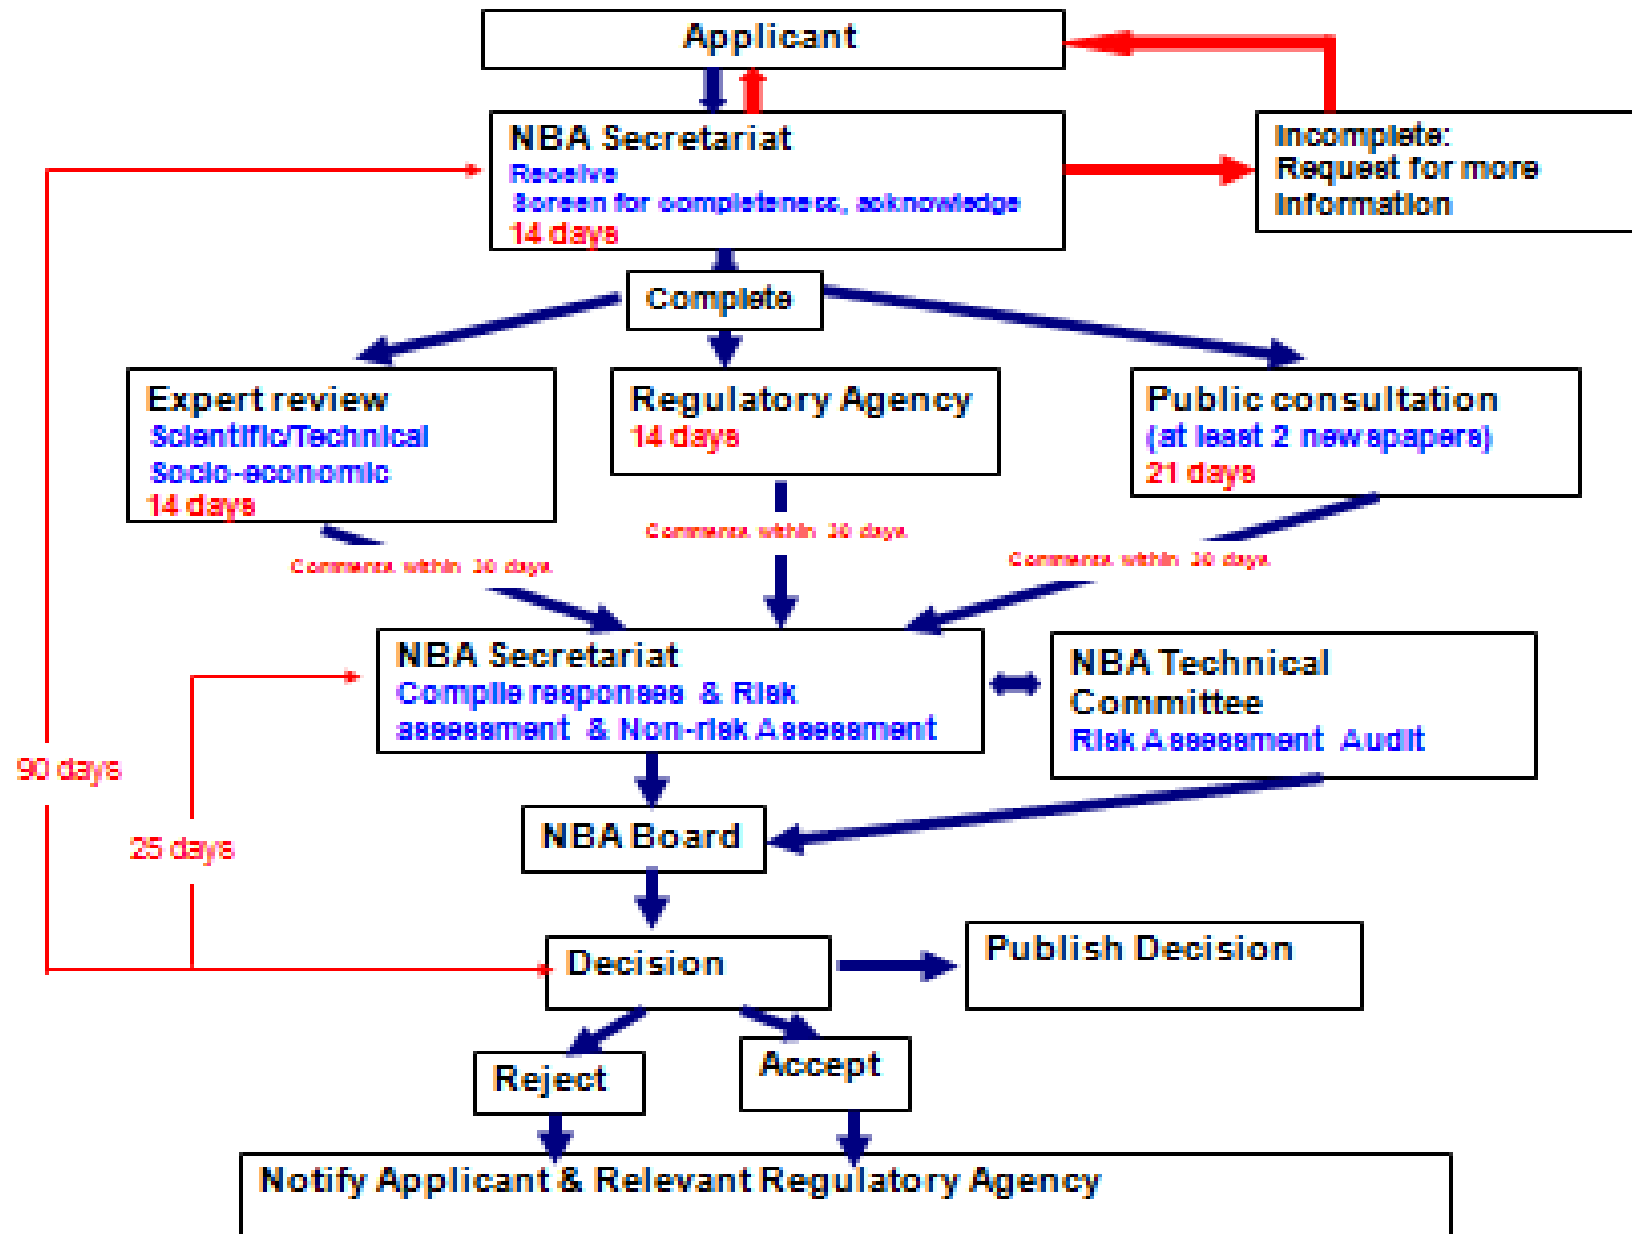 Applicant
NBA Secretariat
Receive
Screen for completeness, acknowledge
14 days
Incomplete:
Request for more
Information
Complete
Expert review
Scientific/Technical
Socio-economic
14 days
Regulatory Agency
14 days
Public consultation
(at least 2 newspapers)
21 days
Comments within 30 days
Comments within 30 days
Comments within 30 days
NBA Secretariat
Compile responses & Risk
assessment & Non-risk Assessment
NBA Technical
Committee
Risk Assessment Audit
90 days
25 days
NBA Board
Decision
Publish Decision
Reject
Accept
Notify Applicant & Relevant Regulatory Agency